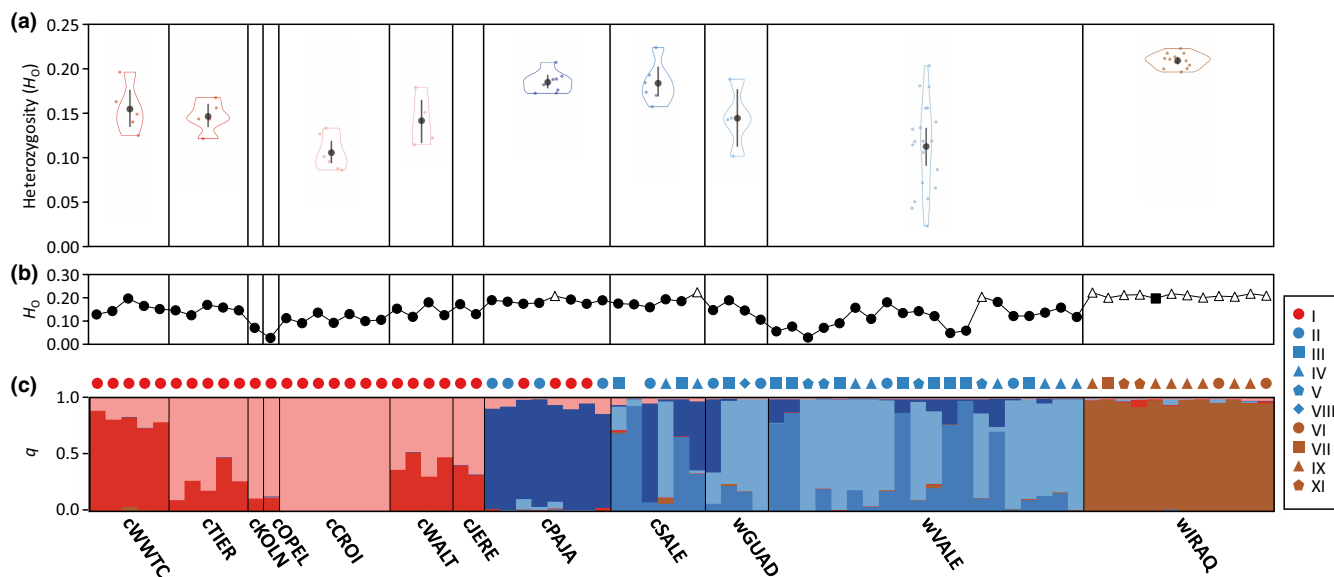 (a)
Heterozygosity (HO)
0.25
0.20
0.15
0.10
0.05
0.00
(b)
HO
0.30
0.20
0.10
0.00
(c)
q
1.0
0.5
0.0
cWWTC
cTIER
cKOLN
cOPEL
cCROI
cWALT
cJERE
cPAJA
cSALE
wGUAD
wVALE
wIRAQ
I
II
III
IV
V
VIII
VI
VII
IX
XI